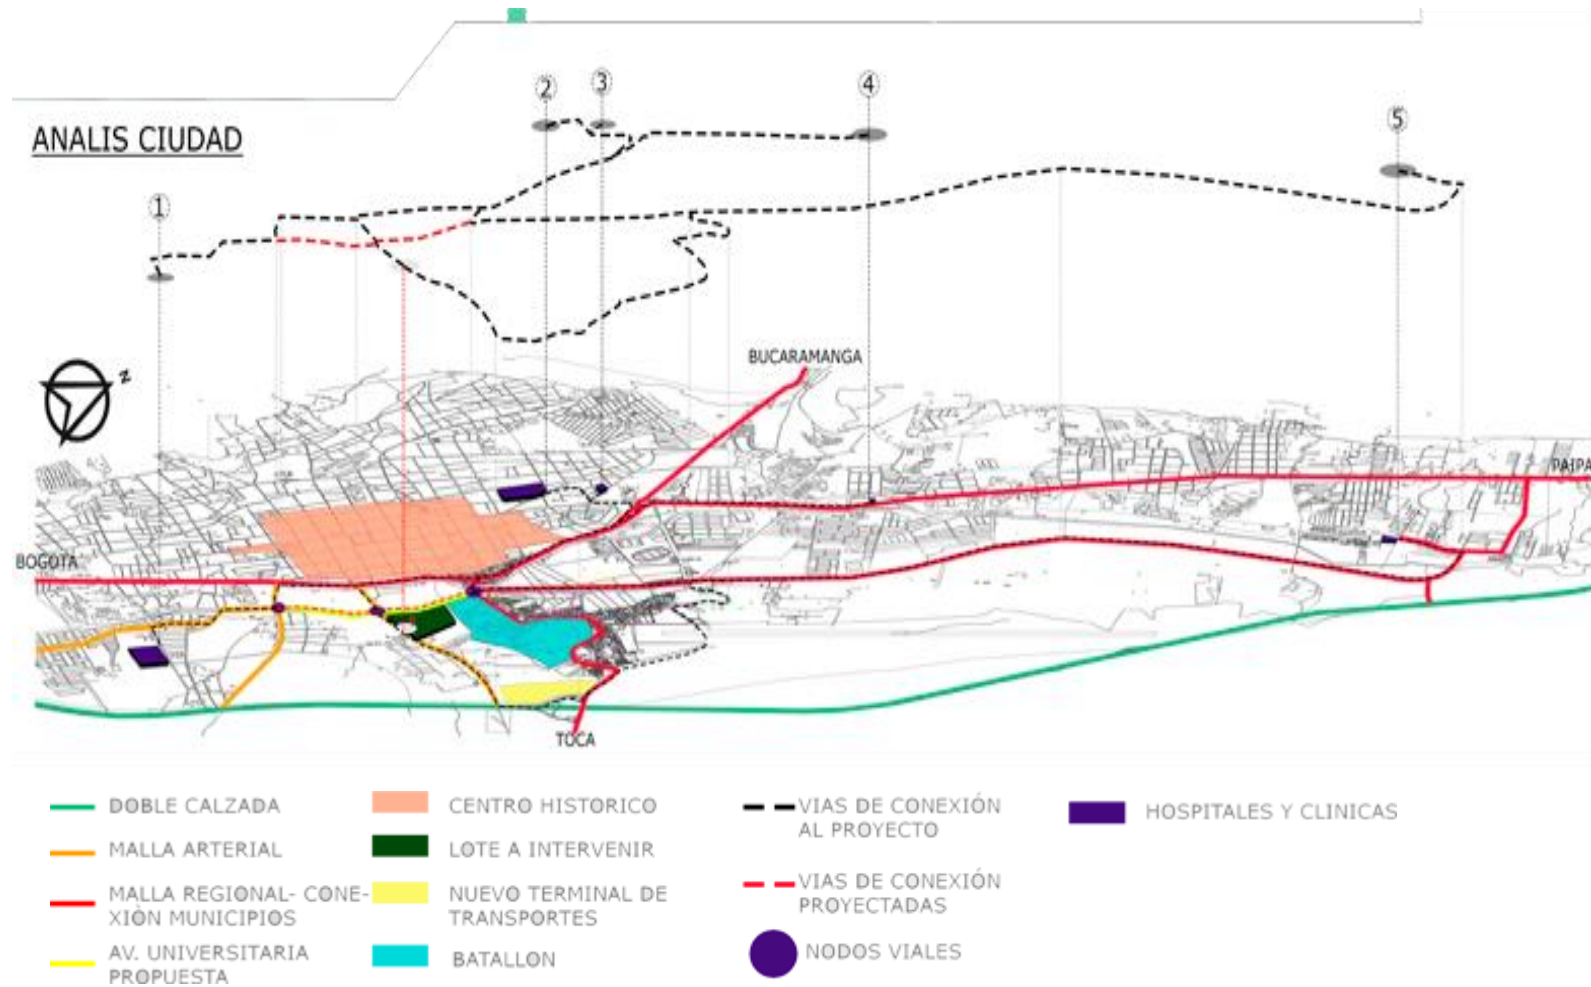 2
3
4
5
ANALIS CIUDAD
1
N
BUCARAMANGA
PAIPA
BOGOTA
TOCA
DOBLE CALZADA
MALLA ARTERIAL
MALLA REGIONAL- CONE-
XIÒN MUNICIPIOS
AV. UNIVERSITARIA
PROPUESTA
CENTRO HISTORICO
LOTE A INTERVENIR
NUEVO TERMINAL DE
TRANSPORTES
BATALLON
VIAS DE CONEXIÓN
AL PROYECTO
VIAS DE CONEXIÓN
PROYECTADAS
NODOS VIALES
HOSPITALES Y CLINICAS